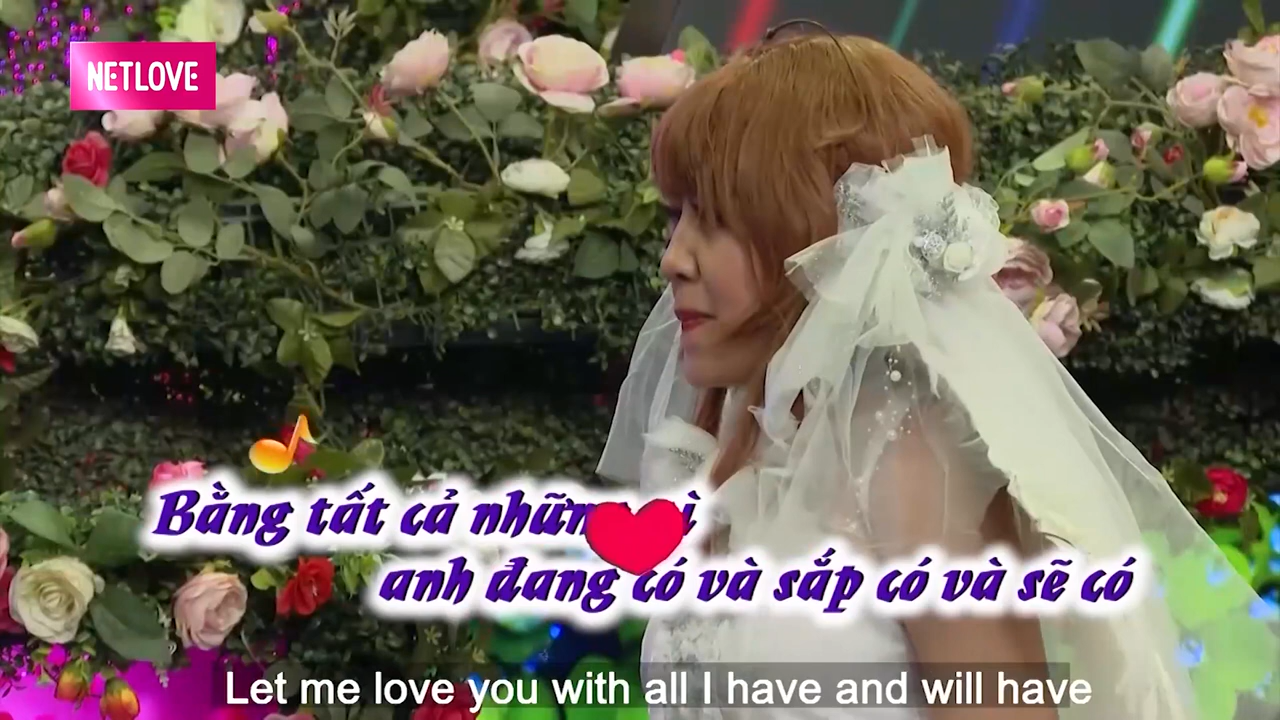 NETLOVE
Bằng tất cả những gì
anh đang có và sắp có và sẽ có
Let me love you with all I have and will have